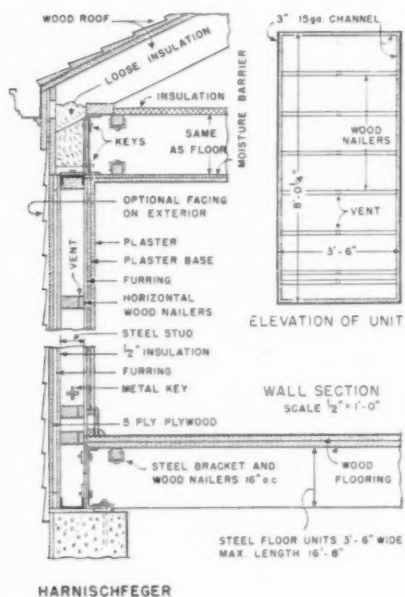 WOOD ROOF
LOOSE INSULATION
INSULATION
MOISTURE BARRIER
KEYS
SAME
AS FLOOR
OPTIONAL FACING
ON EXTERIOR
VENT
PLASTER
PLASTER BASE
FURRING
HORIZONTAL
WOOD NAILERS
STEEL STUD
1/2" INSULATION
FURRING
METAL KEY
5 PLY PLYWOOD
STEEL BRACKET AND
WOOD NAILERS 16" o.c
3" 15ga. CHANNEL
WOOD
NAILERS
8'-0 1/4"
VENT
3'-6"
ELEVATION OF UNIT
WALL SECTION
SCALE 1/2" = 1'-0"
WOOD
FLOORING
STEEL FLOOR UNITS 3'-6" WIDE
MAX. LENGTH 16'-8"
HARNISCHFEGER